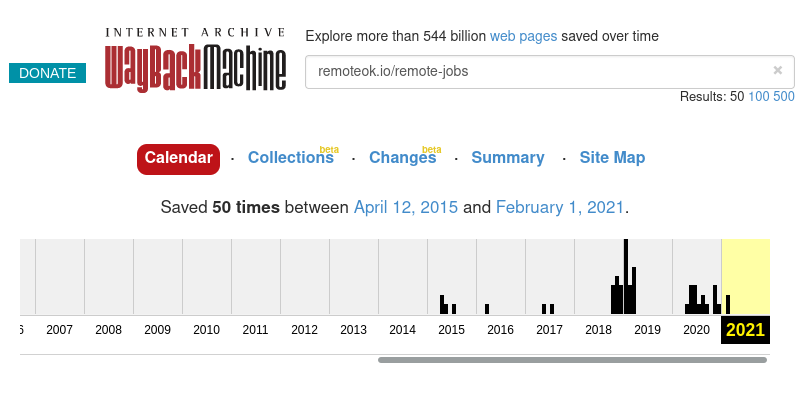 INTERNET ARCHIVE
WayBackMachine
DONATE
Explore more than 544 billion web pages saved over time
remoteok.io/remote-jobs ×
Results: 50 100 500
Calendar · Collections beta · Changes beta · Summary · Site Map
Saved 50 times between April 12, 2015 and February 1, 2021.
6 2007 2008 2009 2010 2011 2012 2013 2014 2015 2016 2017 2018 2019 2020 2021